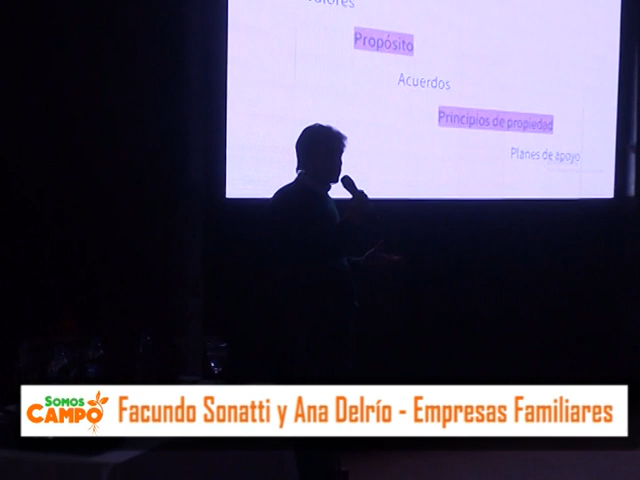 Propósito
Acuerdos
Principios de propiedad
Planes de apoyo
SOMOS
CAMPO
Facundo Sonatti y Ana Delrío - Empresas Familiares